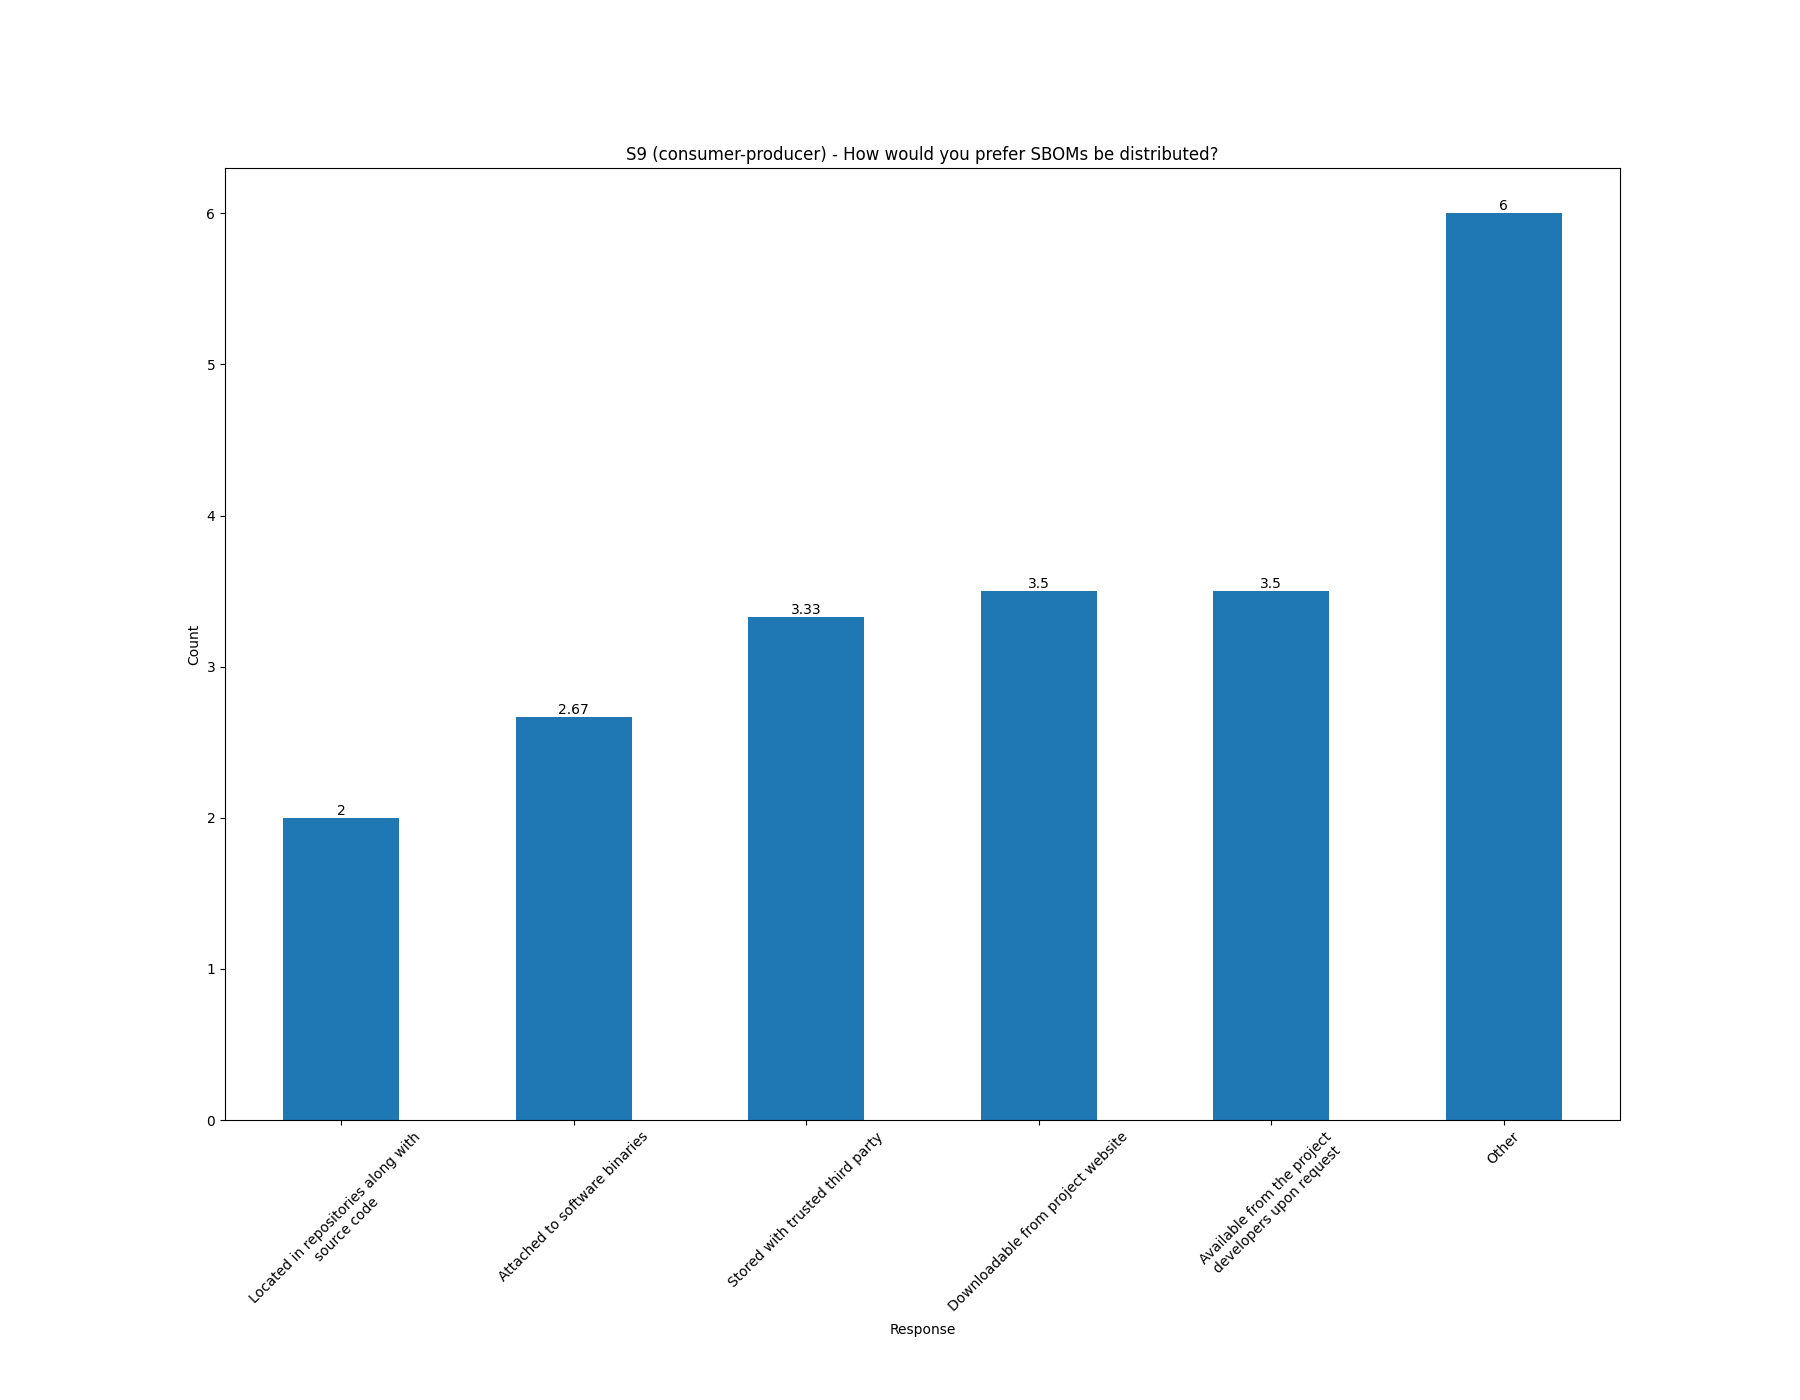 S9 (consumer-producer) - How would you prefer SBOMs be distributed?
6
5
4
3
2
1
0
Count
2
2.67
3.33
3.5
3.5
6
Located in repositories along with
source code
Attached to software binaries
Stored with trusted third party
Downloadable from project website
Available from the project
developers upon request
Other
Response